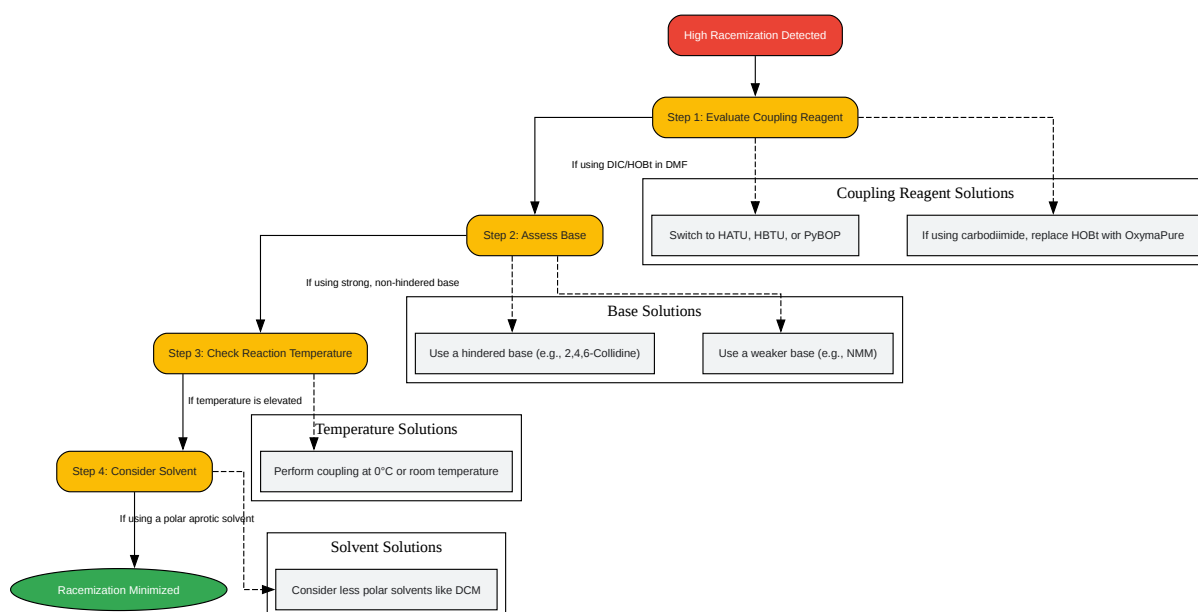 High Racemization Detected
Step 1: Evaluate Coupling Reagent
If using DIC/HOBt in DMF
Coupling Reagent Solutions
Switch to HATU, HBTU, or PyBOP
If using carbodiimide, replace HOBt with OxymaPure
Step 2: Assess Base
If using strong, non-hindered base
Base Solutions
Use a hindered base (e.g., 2,4,6-Collidine)
Use a weaker base (e.g., NMM)
Step 3: Check Reaction Temperature
If temperature is elevated
Temperature Solutions
Perform coupling at 0°C or room temperature
Step 4: Consider Solvent
If using a polar aprotic solvent
Solvent Solutions
Consider less polar solvents like DCM
Racemization Minimized